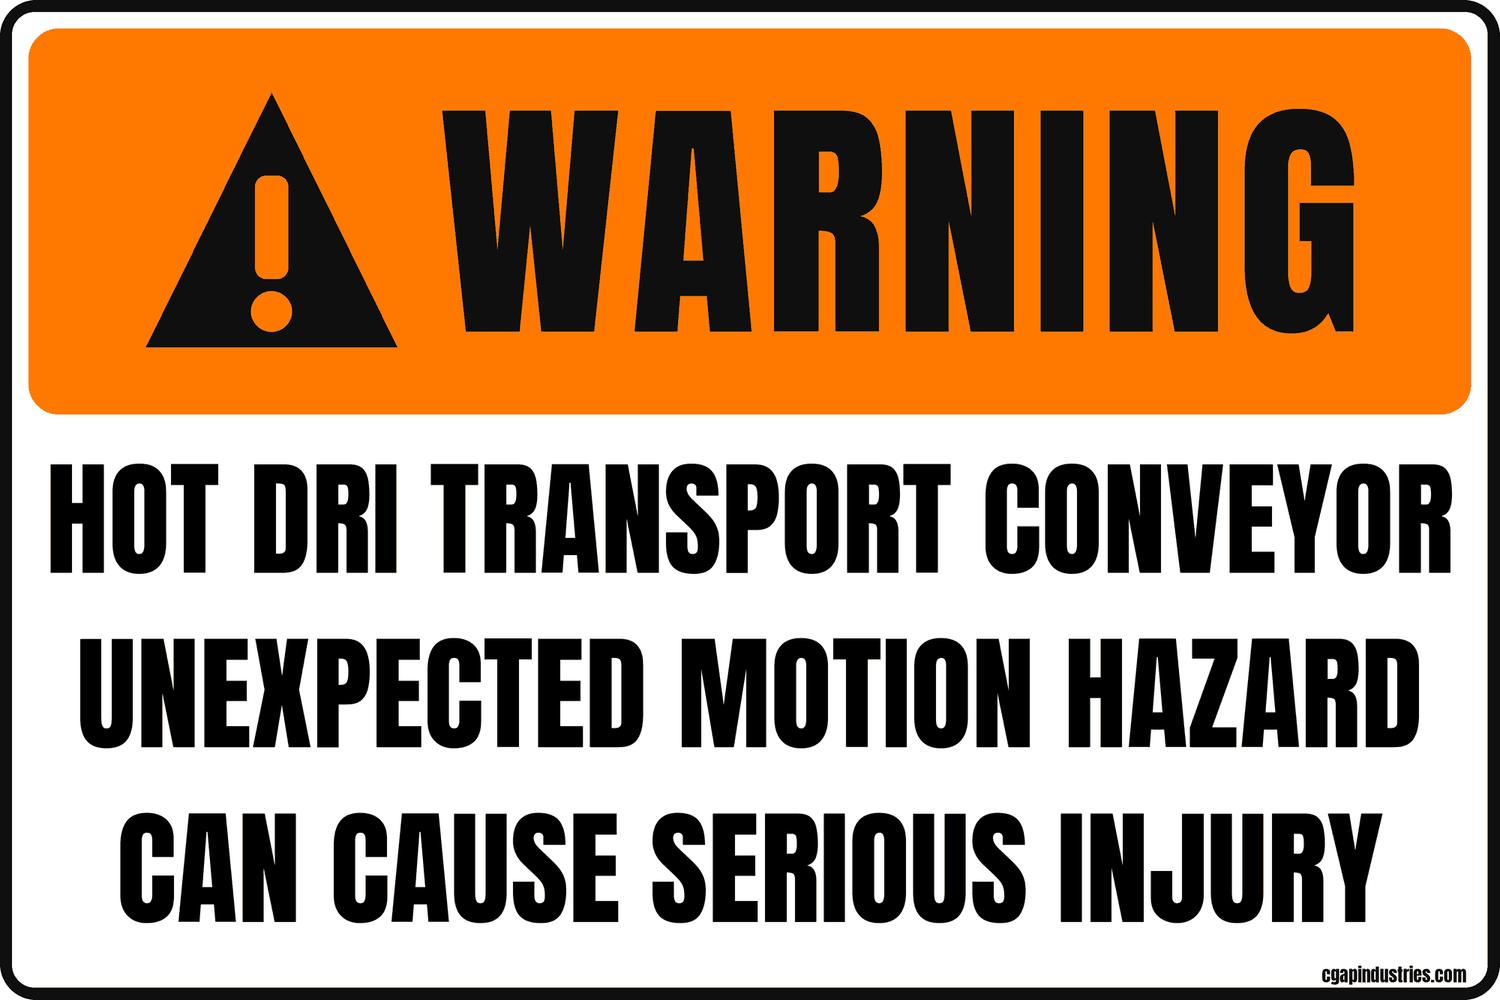 WARNING
HOT DRI TRANSPORT CONVEYOR
UNEXPECTED MOTION HAZARD
CAN CAUSE SERIOUS INJURY
cgapindustries.com